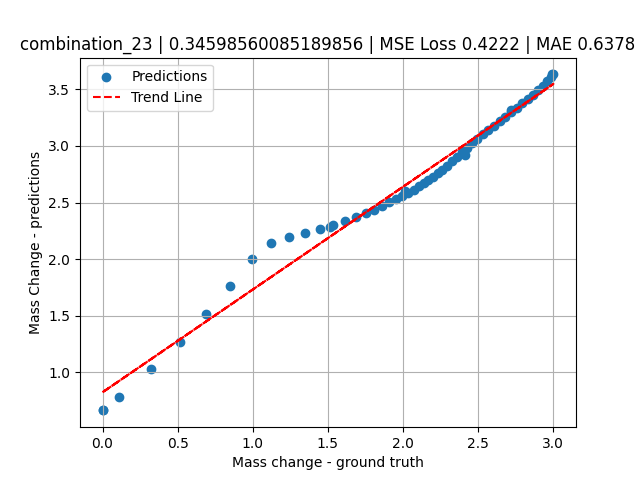 combination_23 | 0.34598560085189856 | MSE Loss 0.4222 | MAE 0.6378
Predictions
Trend Line
3.5
3.0
2.5
2.0
1.5
1.0
Mass Change - predictions
0.0 0.5 1.0 1.5 2.0 2.5 3.0
Mass change - ground truth